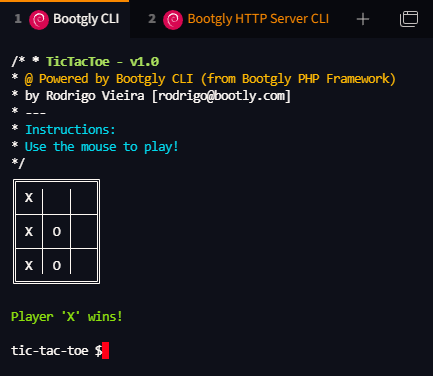 1 Bootgly CLI 2 Bootgly HTTP Server CLI +
/* * TicTacToe - v1.0
* @ Powered by Bootgly CLI (from Bootgly PHP Framework)
* by Rodrigo Vieira [rodrigo@bootly.com]
* ---
* Instructions:
* Use the mouse to play!
*/
X
X O
X O
Player 'X' wins!
tic-tac-toe $